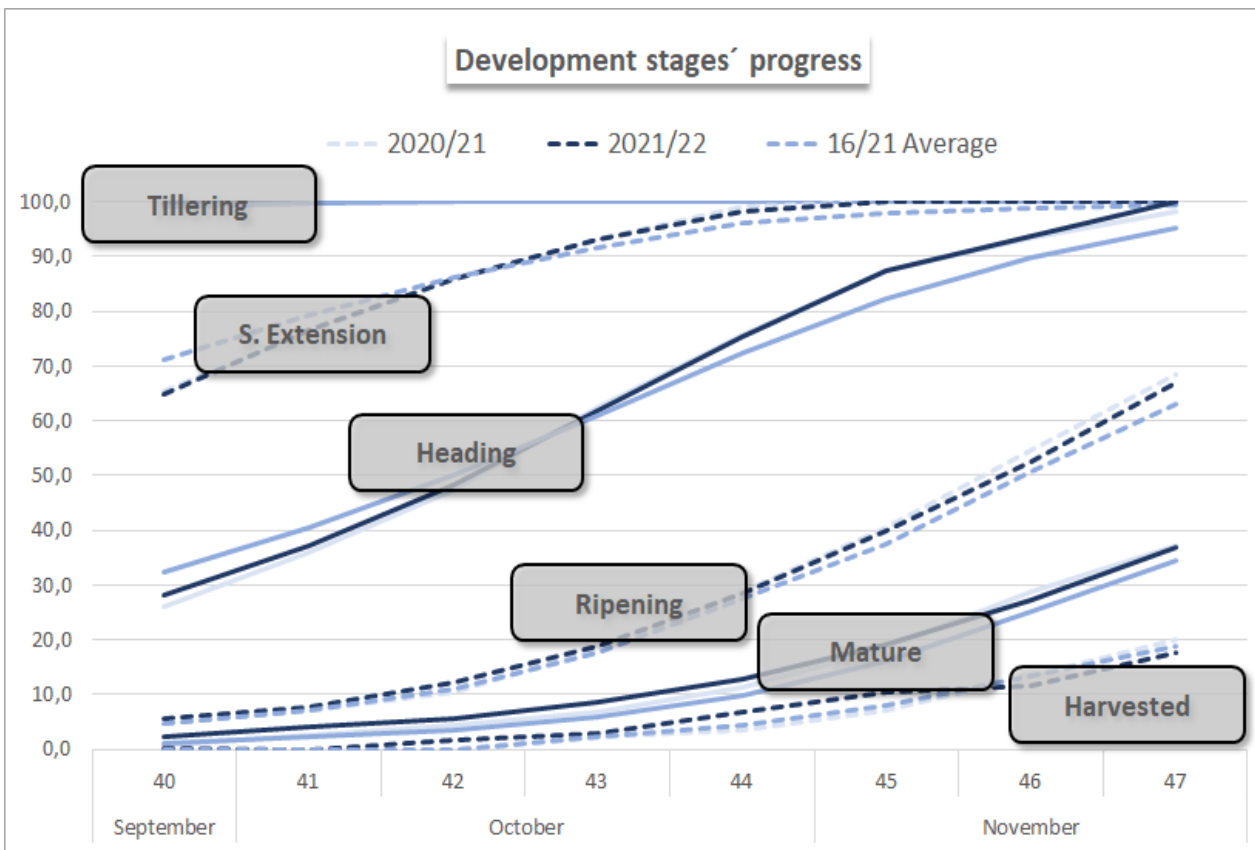 Development stages´ progress
2020/21 2021/22 16/21 Average
100,0
90,0
80,0
70,0
60,0
50,0
40,0
30,0
20,0
10,0
0,0
Tillering
S. Extension
Heading
Ripening
Mature
Harvested
40 41 42 43 44 45 46 47
September October November